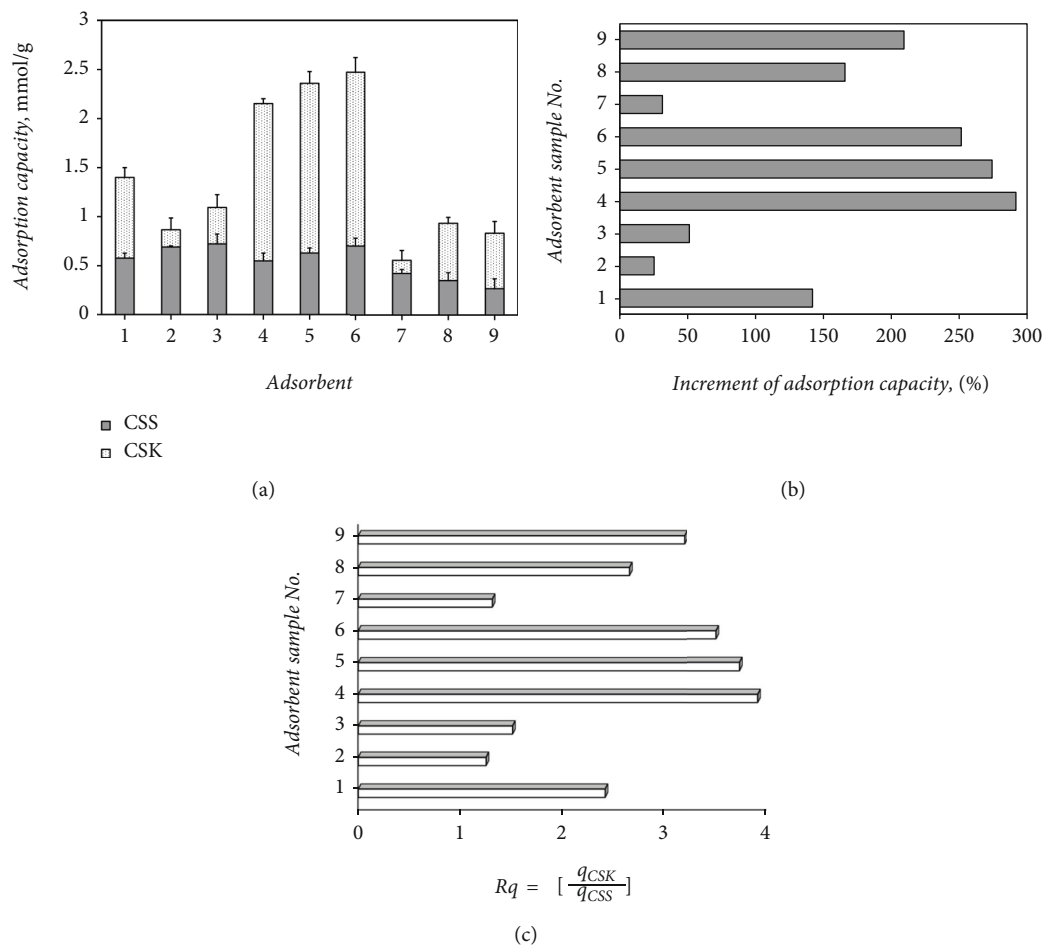 3
2.5
2
1.5
1
0.5
0
Adsorption capacity, mmol/g
1 2 3 4 5 6 7 8 9
Adsorbent
CSS
CSK
(a)
9
8
7
6
5
4
3
2
1
Adsorbent sample No.
0 50 100 150 200 250 300
Increment of adsorption capacity, (%)
(b)
9
8
7
6
5
4
3
2
1
Adsorbent sample No.
0 1 2 3 4
Rq = [ qCSK / qCSS ]
(c)